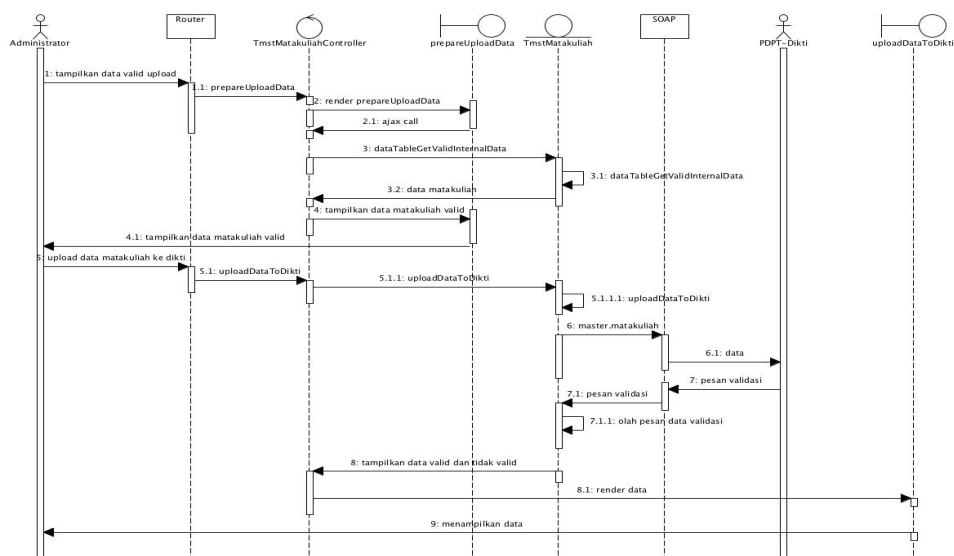 Router
SOAP
Administrator
TmstMatakuliahController
prepareUploadData
TmstMatakuliah
PDPT-Dikti
uploadDataToDikti
1: tampilkan data valid upload
1.1: prepareUploadData
2: render prepareUploadData
2.1: ajax call
3: dataTableGetValidInternalData
3.1: dataTableGetValidInternalData
3.2: data matakuliah
4: tampilkan data matakuliah valid
4.1: tampilkan data matakuliah valid
5: upload data matakuliah ke dikti
5.1: uploadDataToDikti
5.1.1: uploadDataToDikti
5.1.1.1: uploadDataToDikti
6: master.matakuliah
6.1: data
7: pesan validasi
7.1: pesan validasi
7.1.1: olah pesan data validasi
8: tampilkan data valid dan tidak valid
8.1: render data
9: menampilkan data